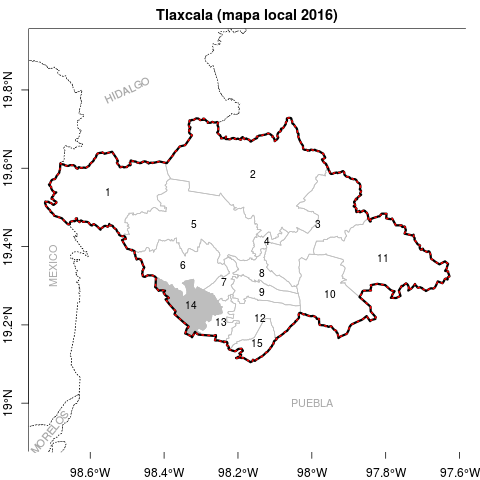 Tlaxcala (mapa local 2016)
HIDALGO
MEXICO
PUEBLA
MORELOS
1
2
3
4
5
6
7
8
9
10
11
12
13
14
15
19.8°N
19.6°N
19.4°N
19.2°N
19°N
98.6°W
98.4°W
98.2°W
98°W
97.8°W
97.6°W